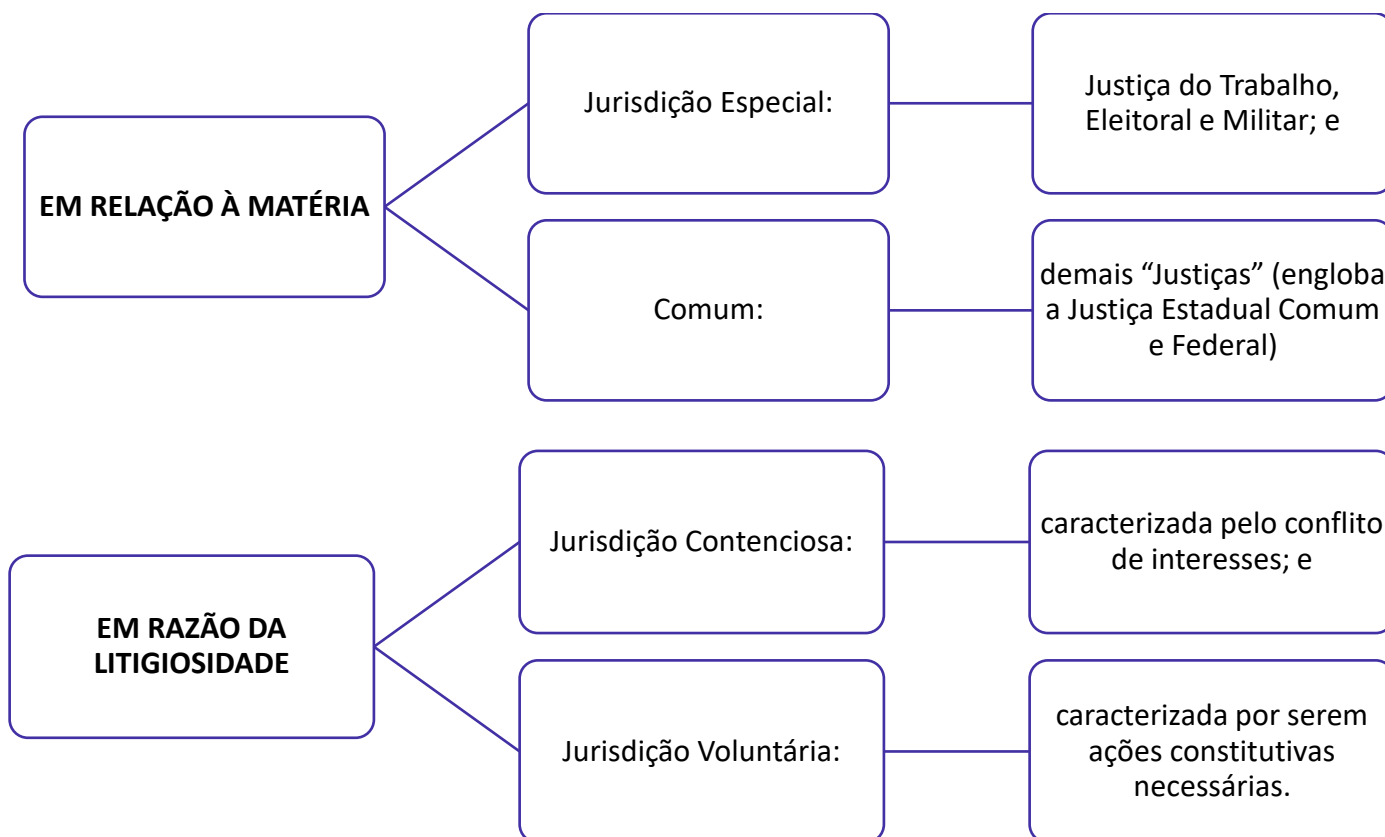 EM RELAÇÃO À MATÉRIA
Jurisdição Especial:
Justiça do Trabalho,
Eleitoral e Militar; e
Comum:
demais “Justiças” (engloba
a Justiça Estadual Comum
e Federal)
EM RAZÃO DA
LITIGIOSIDADE
Jurisdição Contenciosa:
caracterizada pelo conflito
de interesses; e
Jurisdição Voluntária:
caracterizada por serem
ações constitutivas
necessárias.